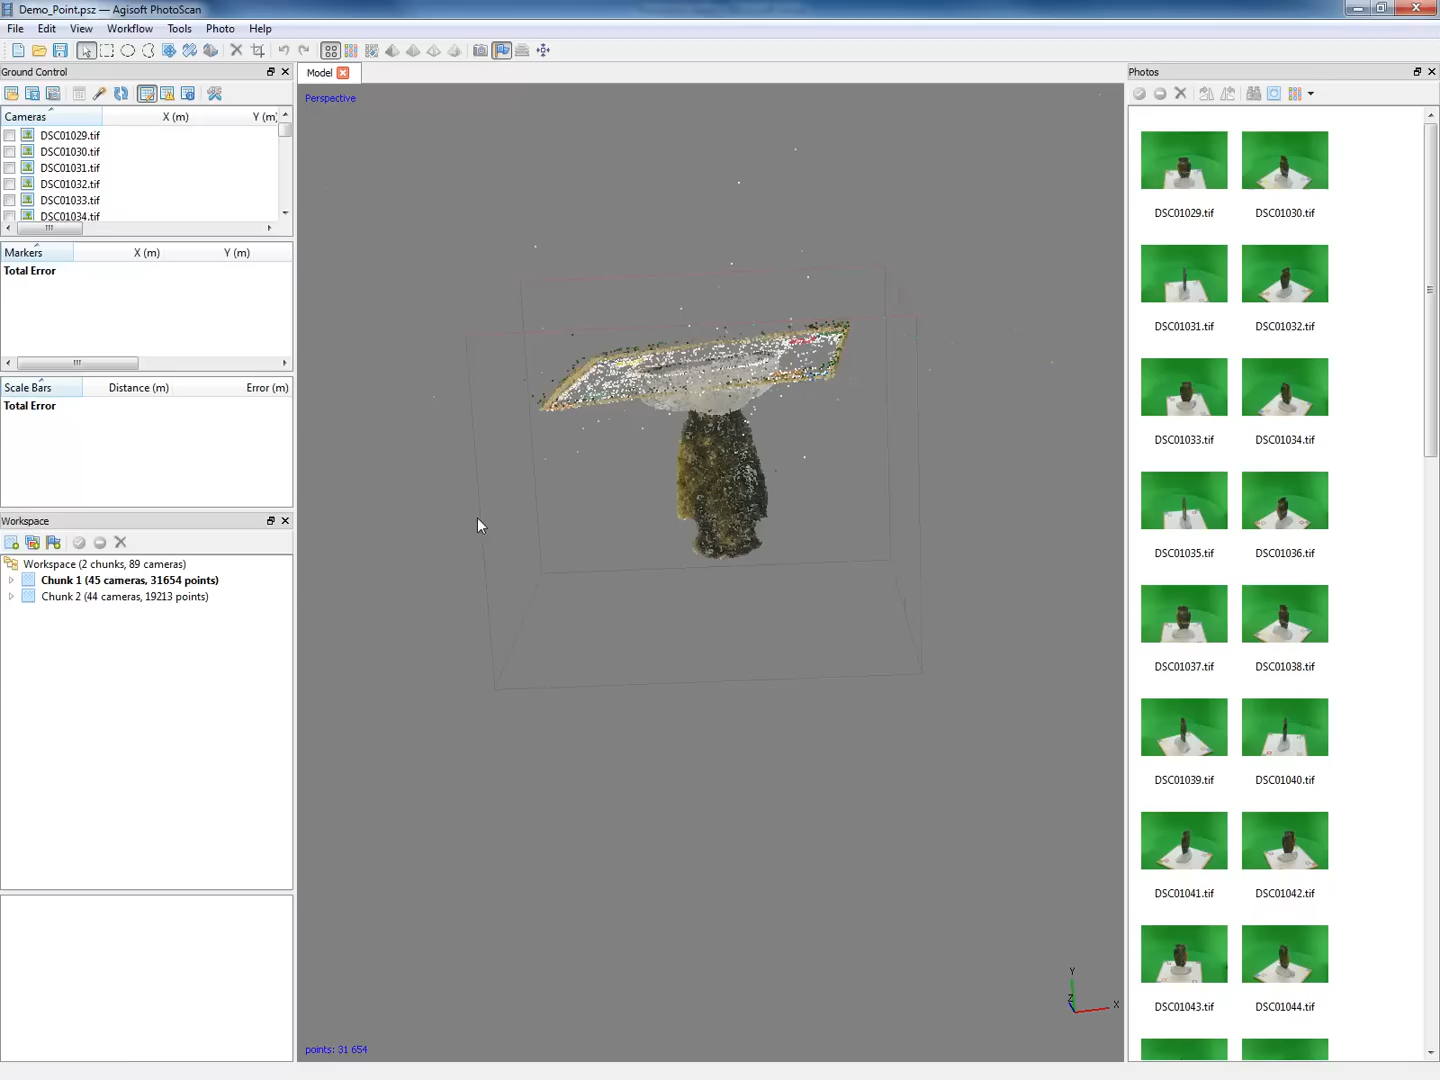 Demo_Point.psz — Agisoft PhotoScan
File Edit View Workflow Tools Photo Help
Ground Control
Cameras X (m) Y (m)
DSC01029.tif
DSC01030.tif
DSC01031.tif
DSC01032.tif
DSC01033.tif
DSC01034.tif
Markers X (m) Y (m)
Total Error
Scale Bars Distance (m) Error (m)
Total Error
Workspace
Workspace (2 chunks, 89 cameras)
Chunk 1 (45 cameras, 31654 points)
Chunk 2 (44 cameras, 19213 points)
Model
Perspective
Y
Z
X
points: 31 654
Photos
DSC01029.tif DSC01030.tif
DSC01031.tif DSC01032.tif
DSC01033.tif DSC01034.tif
DSC01035.tif DSC01036.tif
DSC01037.tif DSC01038.tif
DSC01039.tif DSC01040.tif
DSC01041.tif DSC01042.tif
DSC01043.tif DSC01044.tif